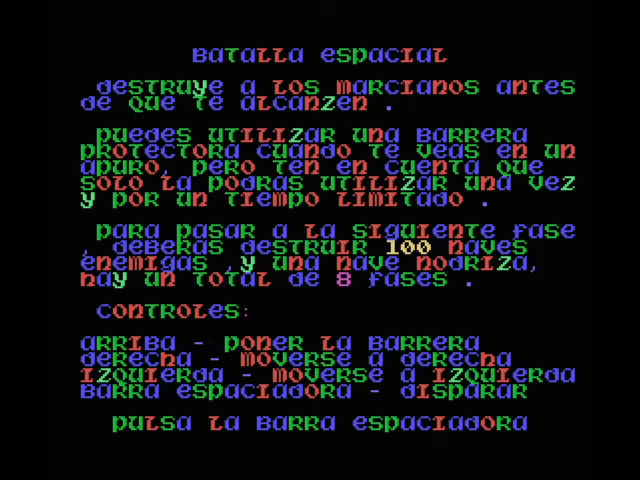 BATALLA ESPACIAL
DESTRUYE A LOS MARCIANOS ANTES
DE QUE TE ALCANZEN .
PUEDES UTILIZAR UNA BARRERA
PROTECTORA CUANDO TE VEAS EN UN
APURO, PERO TEN EN CUENTA QUE
SOLO LA PODRAS UTILIZAR UNA VEZ
Y POR UN TIEMPO LIMITADO .
PARA PASAR A LA SIGUIENTE FASE
, DEBERAS DESTRUIR 100 NAVES
ENEMIGAS ,Y UNA NAVE NODRIZA,
HAY UN TOTAL DE 8 FASES .
CONTROLES:
ARRIBA - PONER LA BARRERA
DERECHA - MOVERSE A DERECHA
IZQUIERDA - MOVERSE A IZQUIERDA
BARRA ESPACIADORA - DISPARAR
PULSA LA BARRA ESPACIADORA